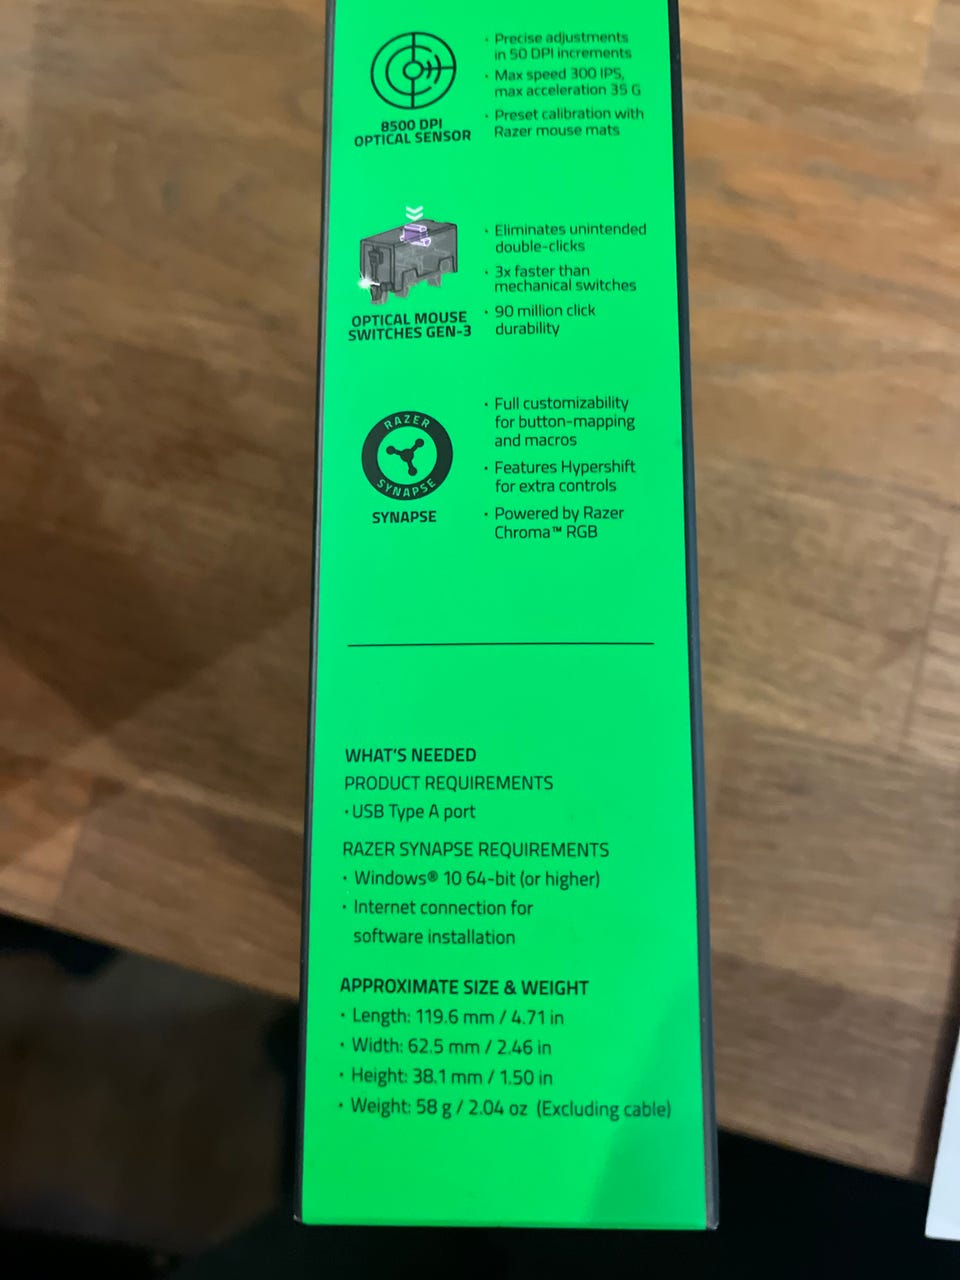 8500 DPI
OPTICAL SENSOR
· Precise adjustments
in 50 DPI increments
· Max speed 300 IPS,
max acceleration 35 G
· Preset calibration with
Razer mouse mats
OPTICAL MOUSE
SWITCHES GEN-3
· Eliminates unintended
double-clicks
· 3x faster than
mechanical switches
· 90 million click
durability
RAZER
SYNAPSE
SYNAPSE
· Full customizability
for button-mapping
and macros
· Features Hypershift
for extra controls
· Powered by Razer
Chroma™ RGB
WHAT'S NEEDED
PRODUCT REQUIREMENTS
· USB Type A port
RAZER SYNAPSE REQUIREMENTS
· Windows® 10 64-bit (or higher)
· Internet connection for
software installation
APPROXIMATE SIZE & WEIGHT
· Length: 119.6 mm / 4.71 in
· Width: 62.5 mm / 2.46 in
· Height: 38.1 mm / 1.50 in
· Weight: 58 g / 2.04 oz (Excluding cable)